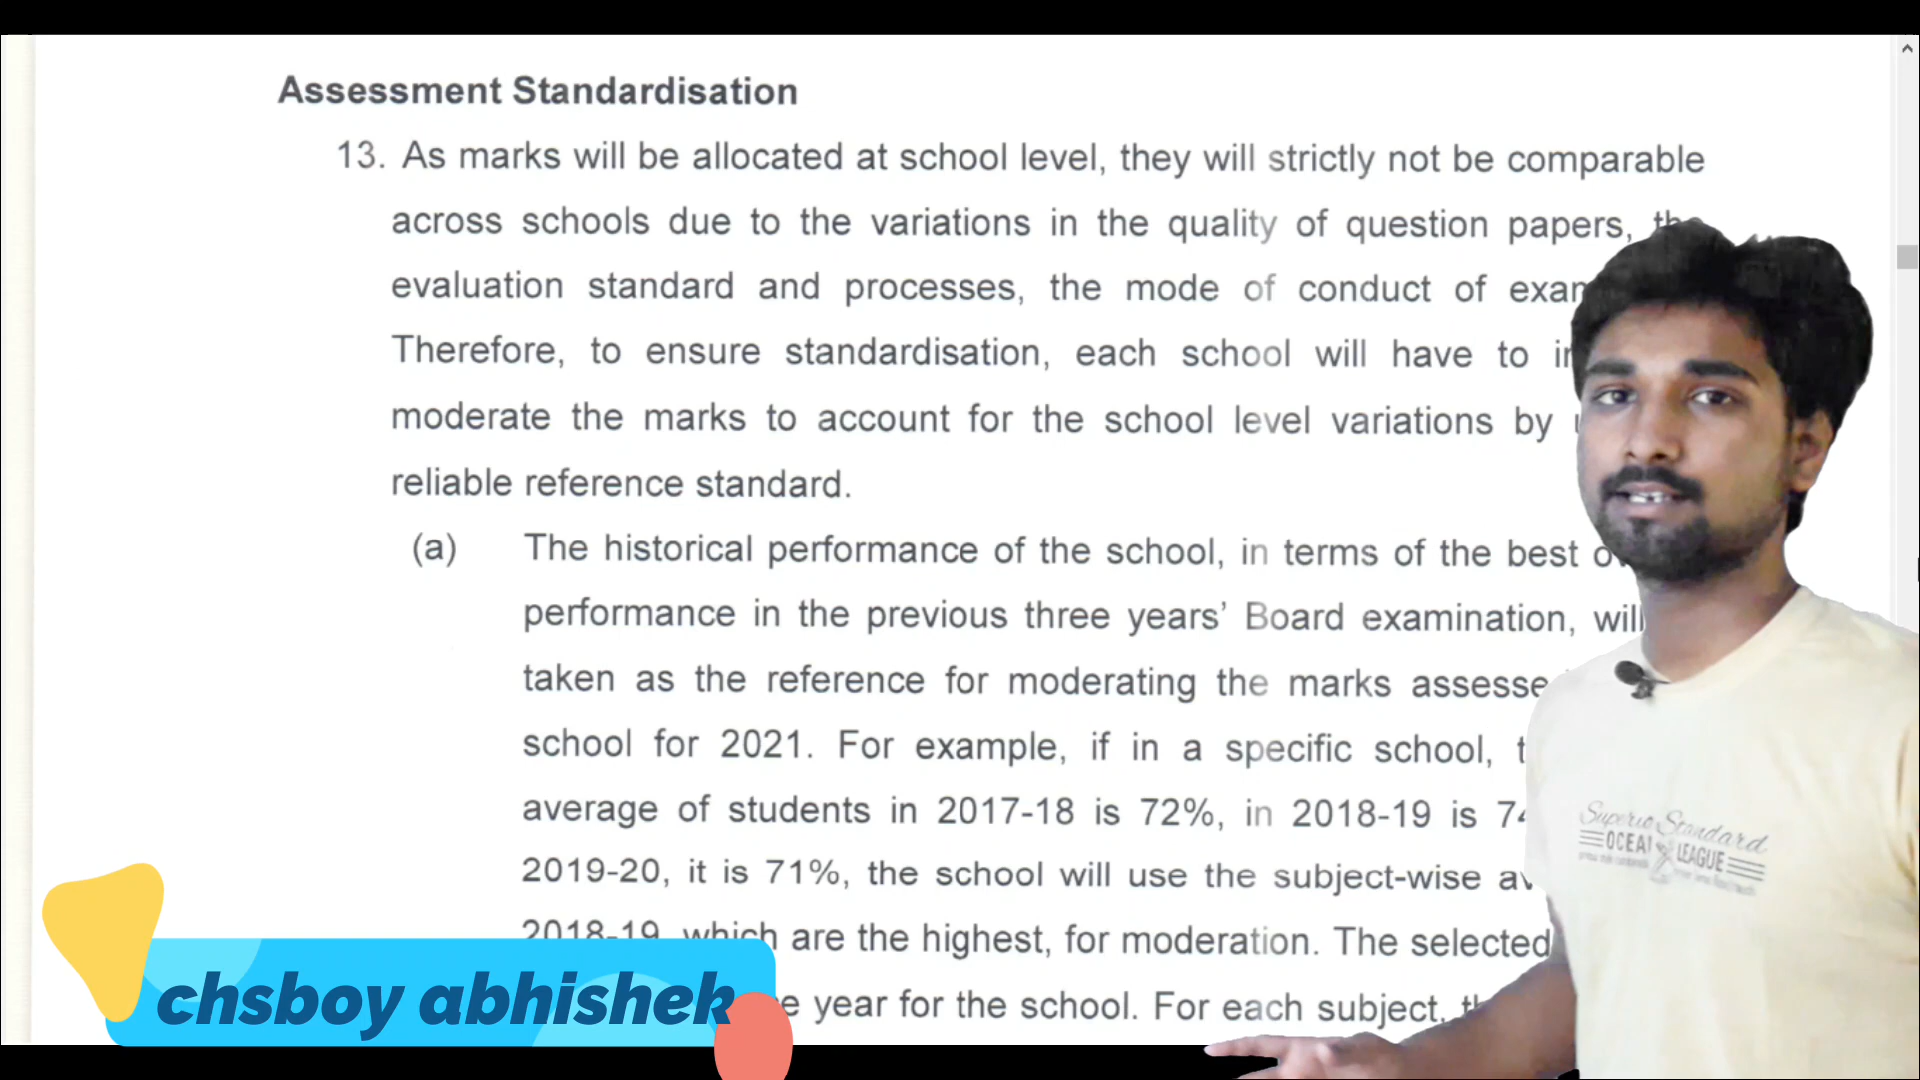 Assessment Standardisation
13. As marks will be allocated at school level, they will strictly not be comparable
across schools due to the variations in the quality of question papers,
evaluation standard and processes, the mode of conduct of
Therefore, to ensure standardisation, each school will have to
moderate the marks to account for the school level variations by
reliable reference standard.
(a) The historical performance of the school, in terms of the best
performance in the previous three years’ Board examination, will
taken as the reference for moderating the marks
school for 2021. For example, if in a specific school,
average of students in 2017-18 is 72%, in 2018-19 is
2019-20, it is 71%, the school will use the subject-wise
2018-19, which are the highest, for moderation. The selected
year for the school. For each subject,
chsboy abhishek
Superio Standard
OCEAN LEAGUE